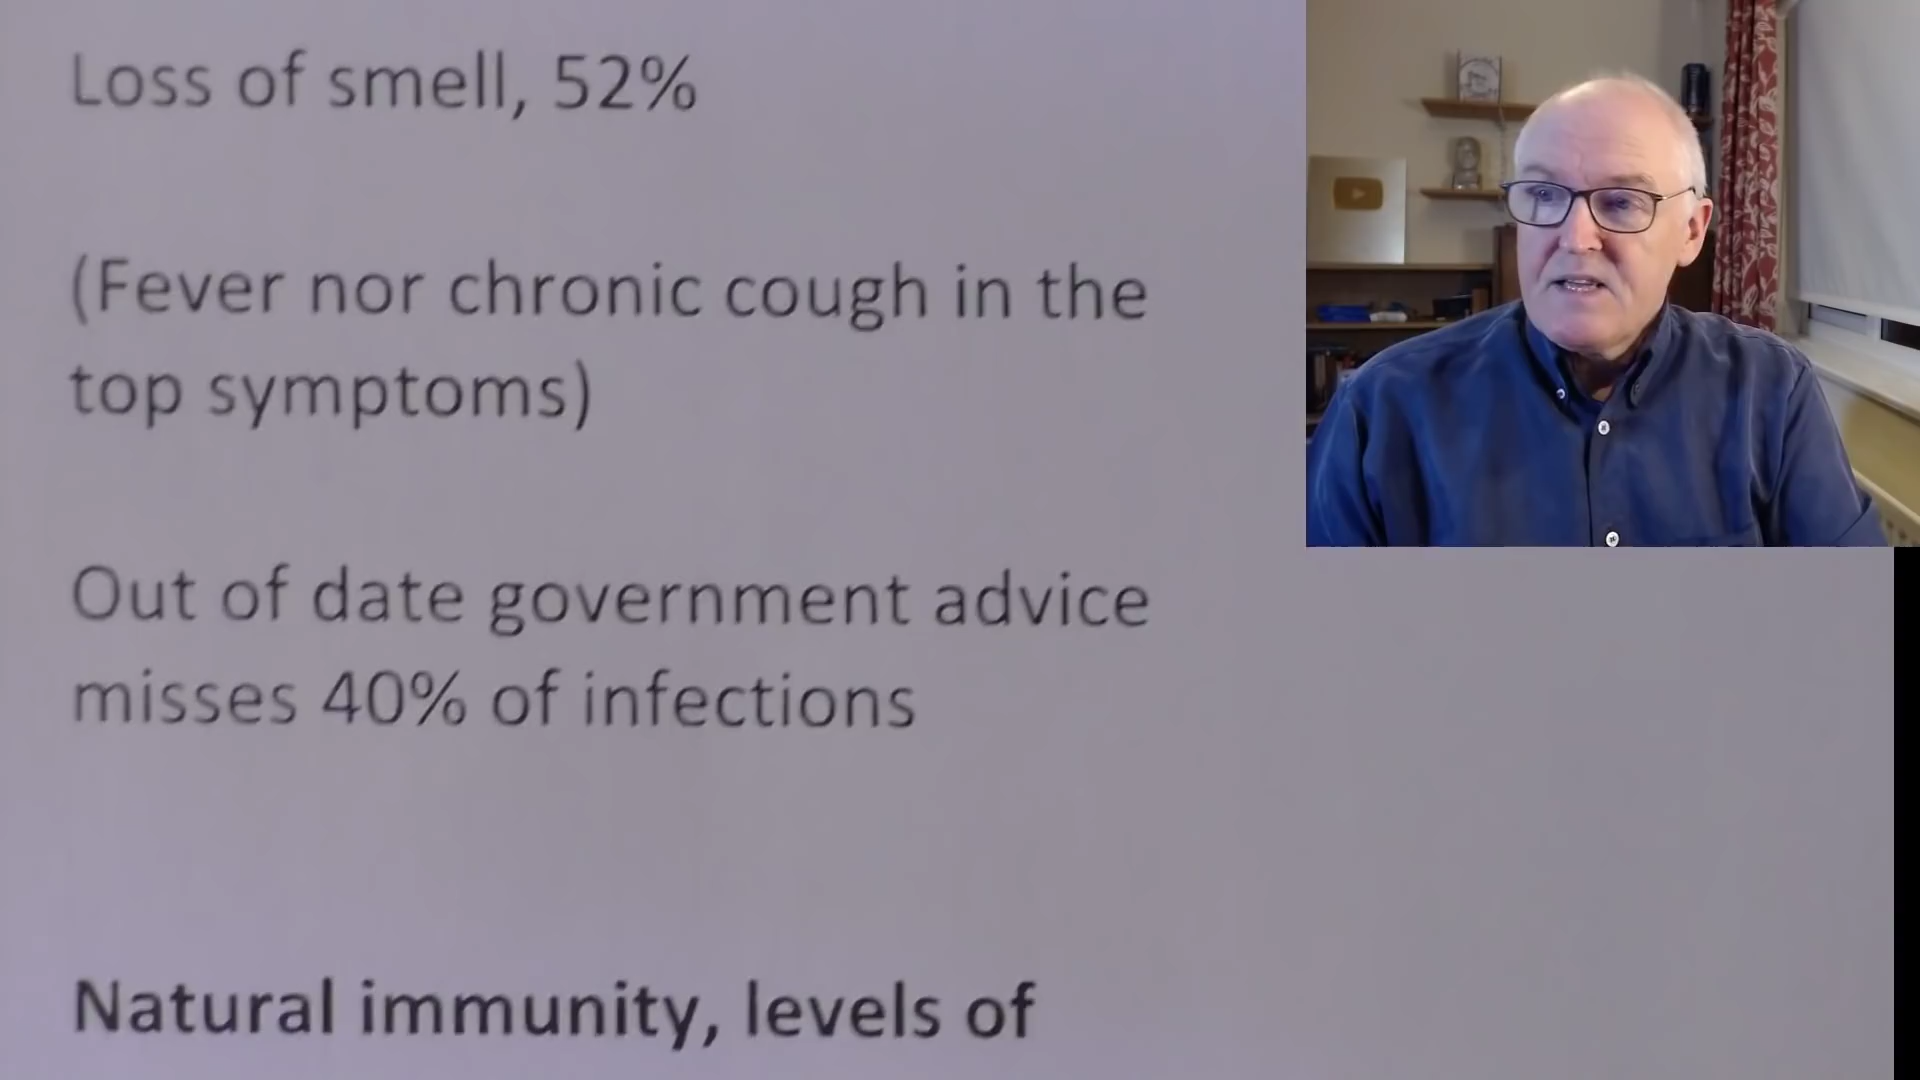 Loss of smell, 52%
(Fever nor chronic cough in the
top symptoms)
Out of date government advice
misses 40% of infections
Natural immunity, levels of